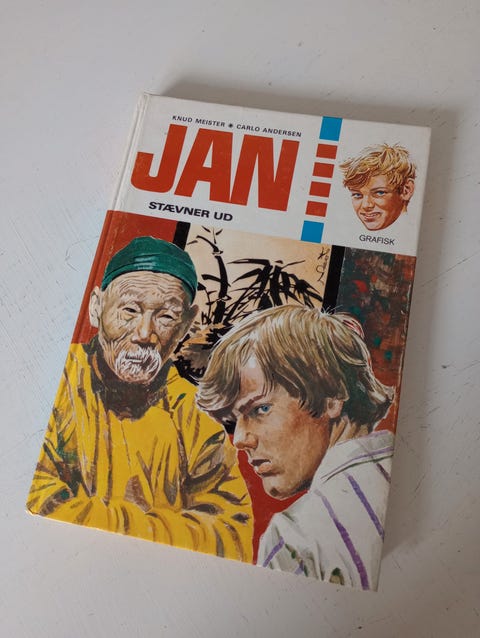 KNUD MEISTER * CARLO ANDERSEN
JAN
STÆVNER UD
GRAFISK